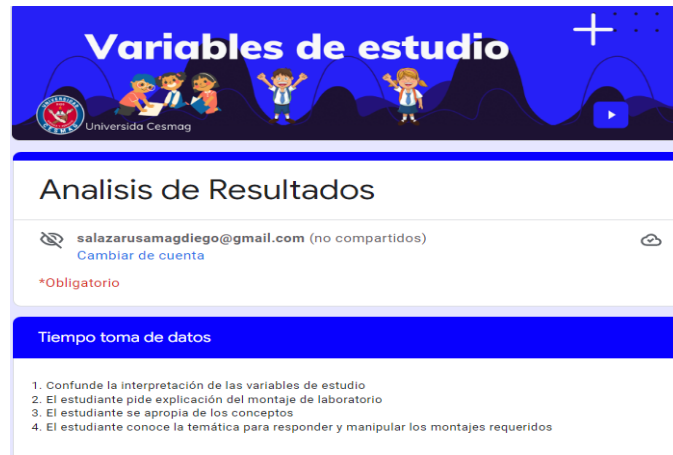 Variables de estudio
UNIVERSIDAD
CESMAG
Universida Cesmag
Analisis de Resultados
salazarusamagdiego@gmail.com (no compartidos)
Cambiar de cuenta
*Obligatorio
Tiempo toma de datos
1. Confunde la interpretación de las variables de estudio
2. El estudiante pide explicación del montaje de laboratorio
3. El estudiante se apropia de los conceptos
4. El estudiante conoce la temática para responder y manipular los montajes requeridos